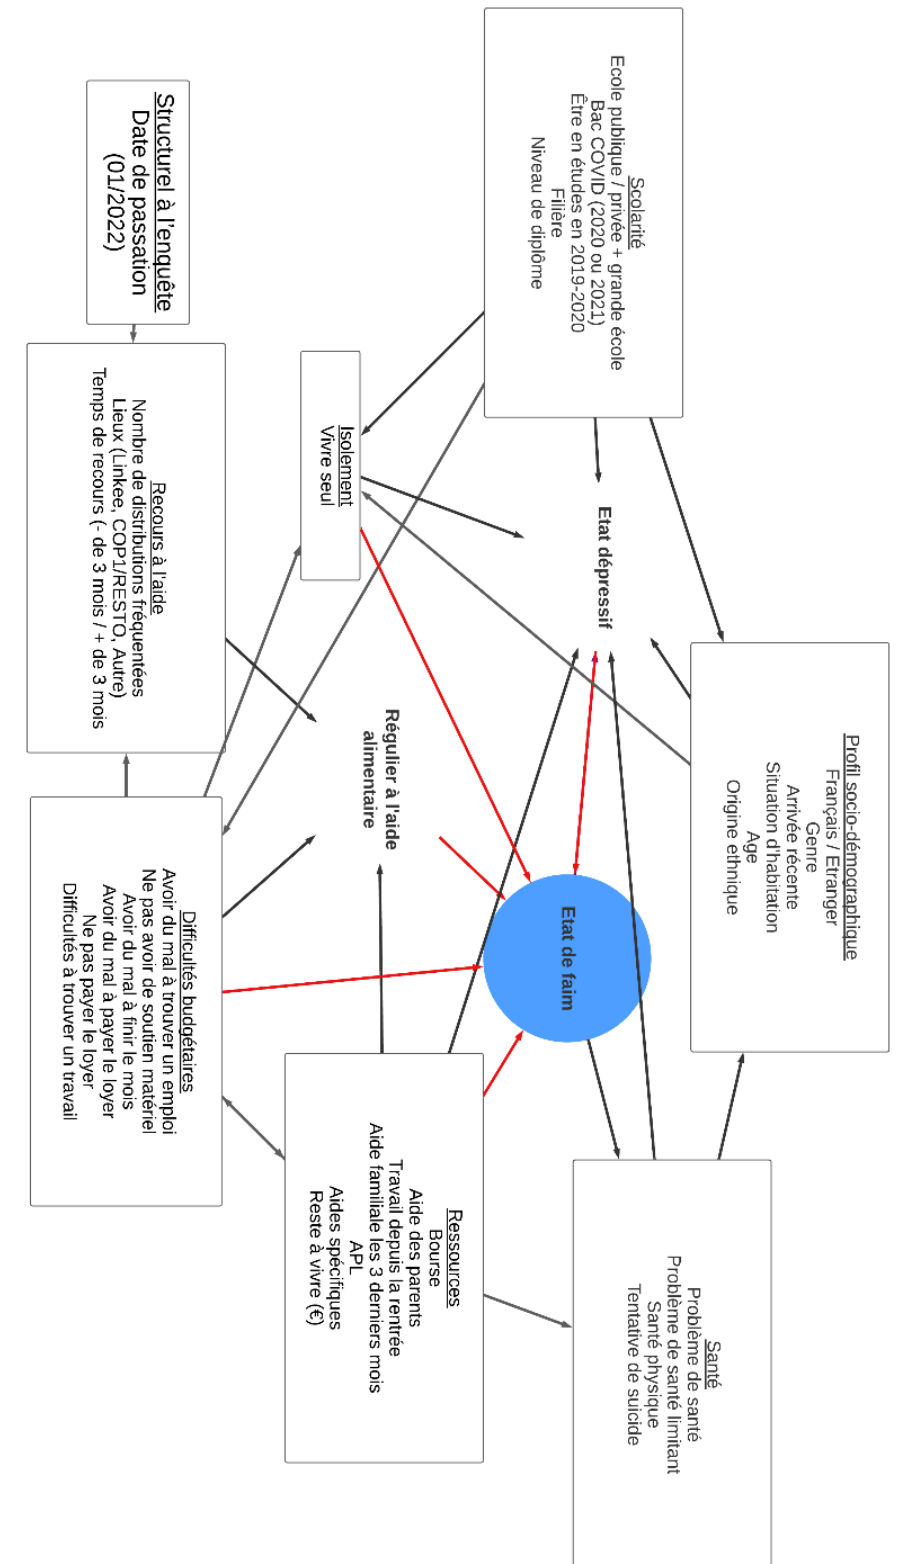 Scolarité
Ecole publique / privée + grande école
Bac COVID (2020 ou 2021)
Être en études en 2019-2020
Filière
Niveau de diplôme
Structurel à l'enquête
Date de passation
(01/2022)
Isolement
Vivre seul
Recours à l'aide
Nombre de distributions fréquentées
Lieux (Linkee, COP1/RESTO, Autre)
Temps de recours (- de 3 mois / + de 3 mois
Etat dépressif
Profil socio-démographique
Français / Etranger
Genre
Arrivée récente
Situation d'habitation
Age
Origine ethnique
Régulier à l'aide
alimentaire
Etat de faim
Difficultés budgétaires
Avoir du mal à trouver un emploi
Ne pas avoir de soutien matériel
Avoir du mal à finir le mois
Avoir du mal à payer le loyer
Ne pas payer le loyer
Difficultés à trouver un travail
Ressources
Bourse
Aide des parents
Travail depuis la rentrée
Aide familiale les 3 derniers mois
APL
Aides spécifiques
Reste à vivre (€)
Santé
Problème de santé
Problème de santé limitant
Santé physique
Tentative de suicide